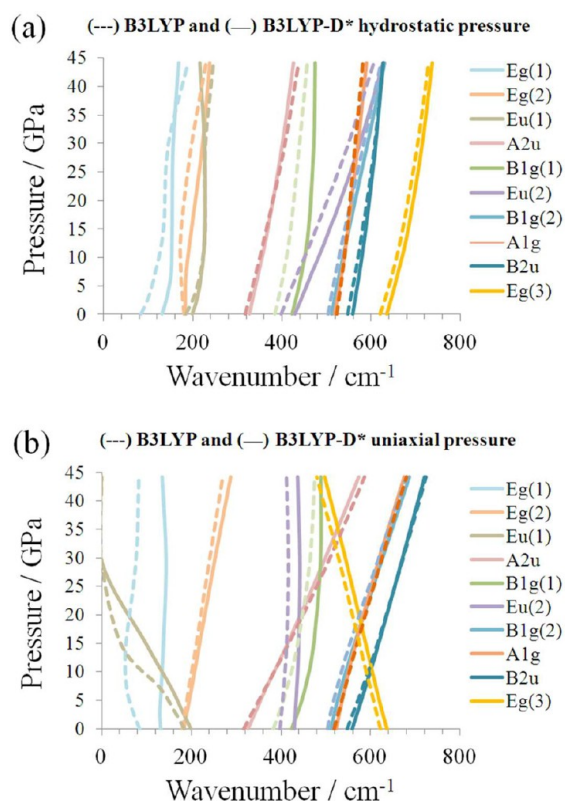 (a) (---) B3LYP and (—) B3LYP-D* hydrostatic pressure
45
40
35
30
25
20
15
10
5
0
Pressure / GPa
0 200 400 600 800
Wavenumber / cm-1
Eg(1)
Eg(2)
Eu(1)
A2u
B1g(1)
Eu(2)
B1g(2)
A1g
B2u
Eg(3)
(b) (---) B3LYP and (—) B3LYP-D* uniaxial pressure
45
40
35
30
25
20
15
10
5
0
Pressure / GPa
0 200 400 600 800
Wavenumber / cm-1
Eg(1)
Eg(2)
Eu(1)
A2u
B1g(1)
Eu(2)
B1g(2)
A1g
B2u
Eg(3)